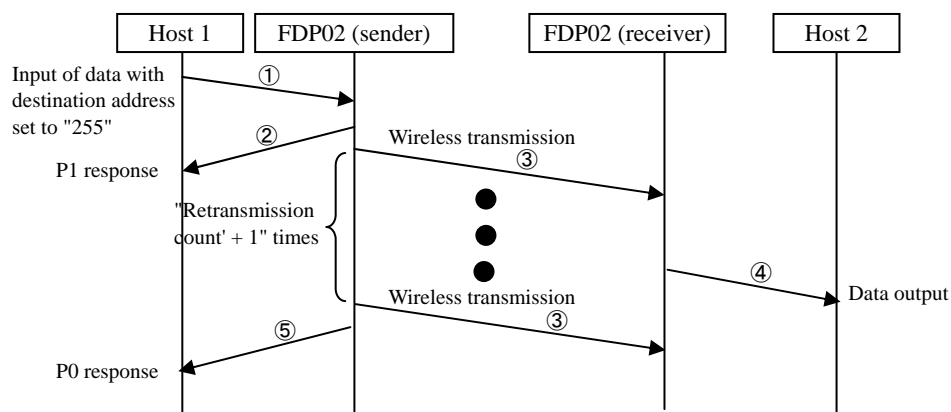 Host 1
FDP02 (sender)
FDP02 (receiver)
Host 2
Input of data with
destination address
set to "255"
①
②
Wireless transmission
③
P1 response
"Retransmission
count' + 1" times
④
Data output
Wireless transmission
③
⑤
P0 response